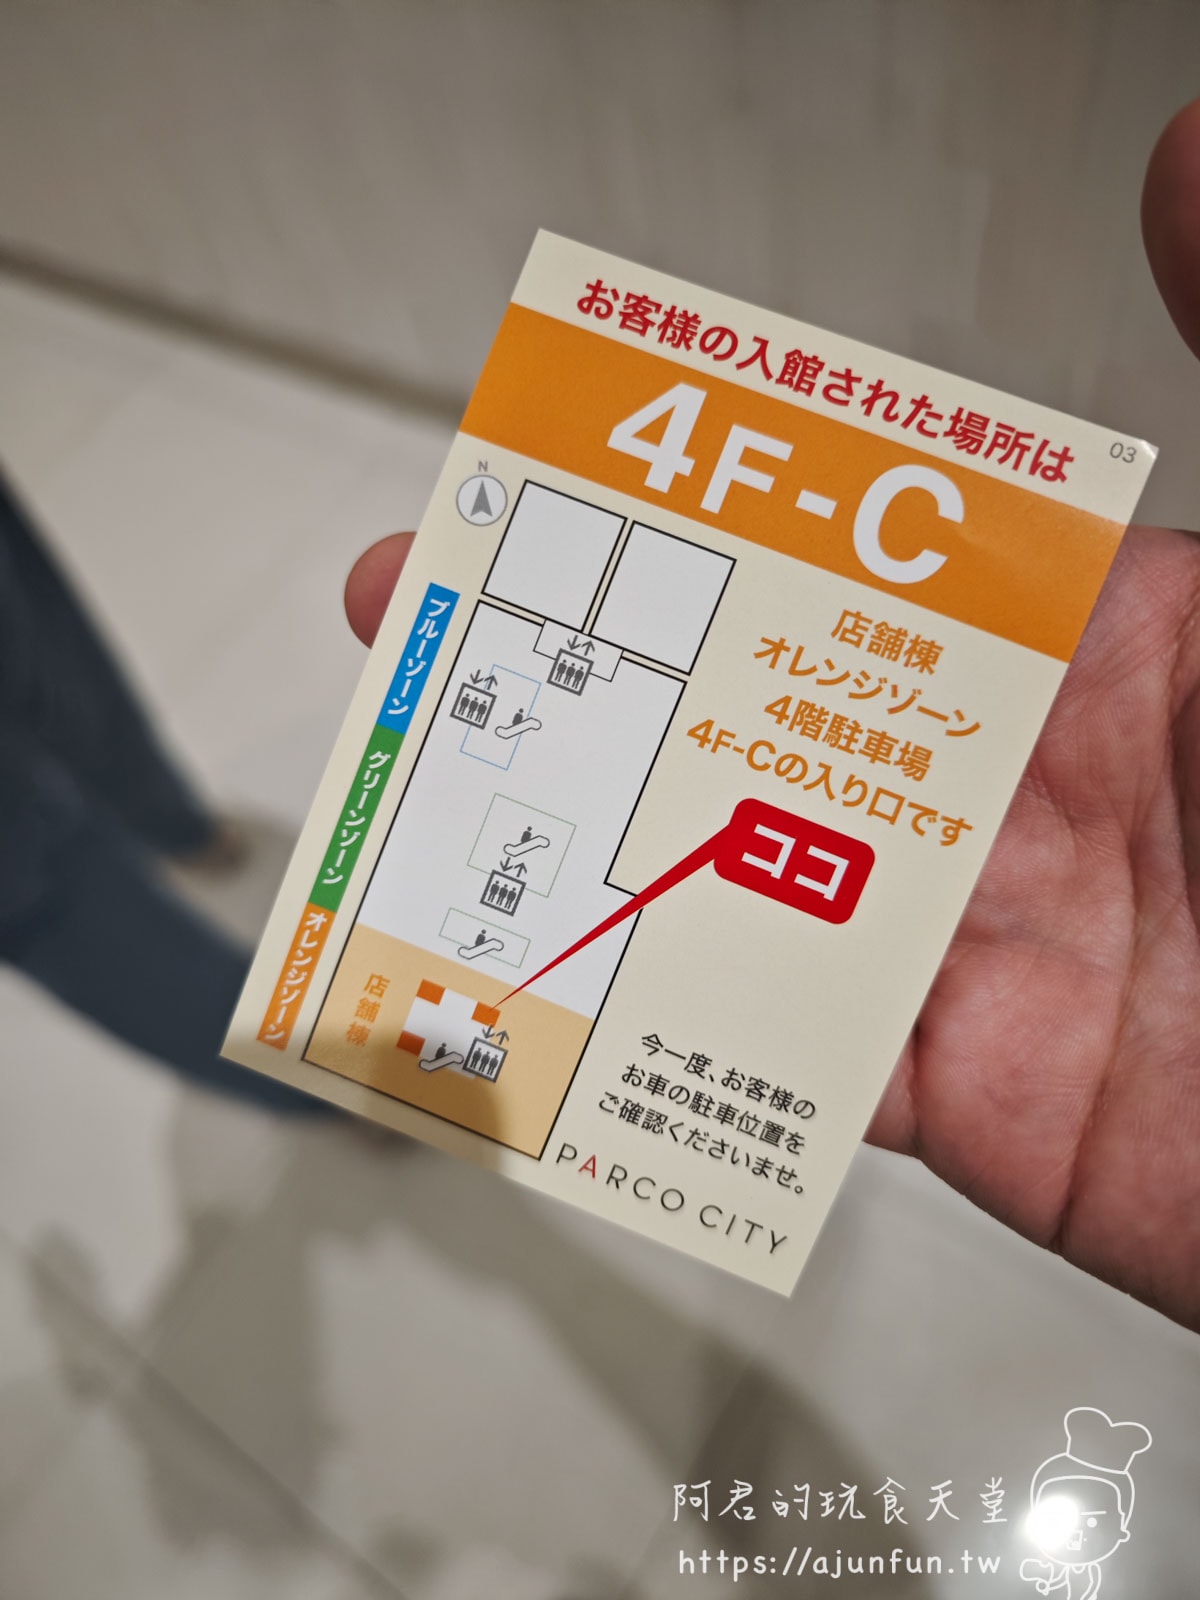 お客様の入館された場所は
03
4F-C
N
店舗棟
オレンジゾーン
4階駐車場
4F-Cの入り口です
ココ
ブルーゾーン
グリーンゾーン
オレンジゾーン
店舗棟
今一度、お客様の
お車の駐車位置を
ご確認くださいませ。
PARCO CITY
阿君的玩食天堂
https://ajunfun.tw